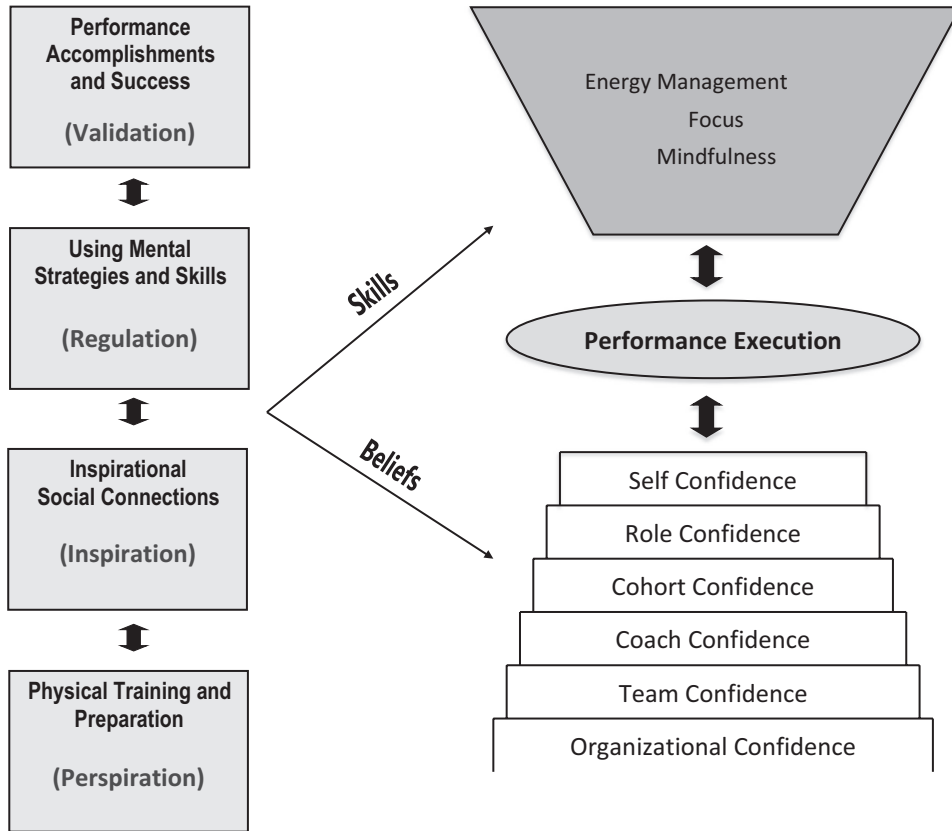 Performance
Accomplishments
and Success
(Validation)
Using Mental
Strategies and Skills
(Regulation)
Inspirational
Social Connections
(Inspiration)
Physical Training and
Preparation
(Perspiration)
Skills
Beliefs
Energy Management
Focus
Mindfulness
Performance Execution
Self Confidence
Role Confidence
Cohort Confidence
Coach Confidence
Team Confidence
Organizational Confidence